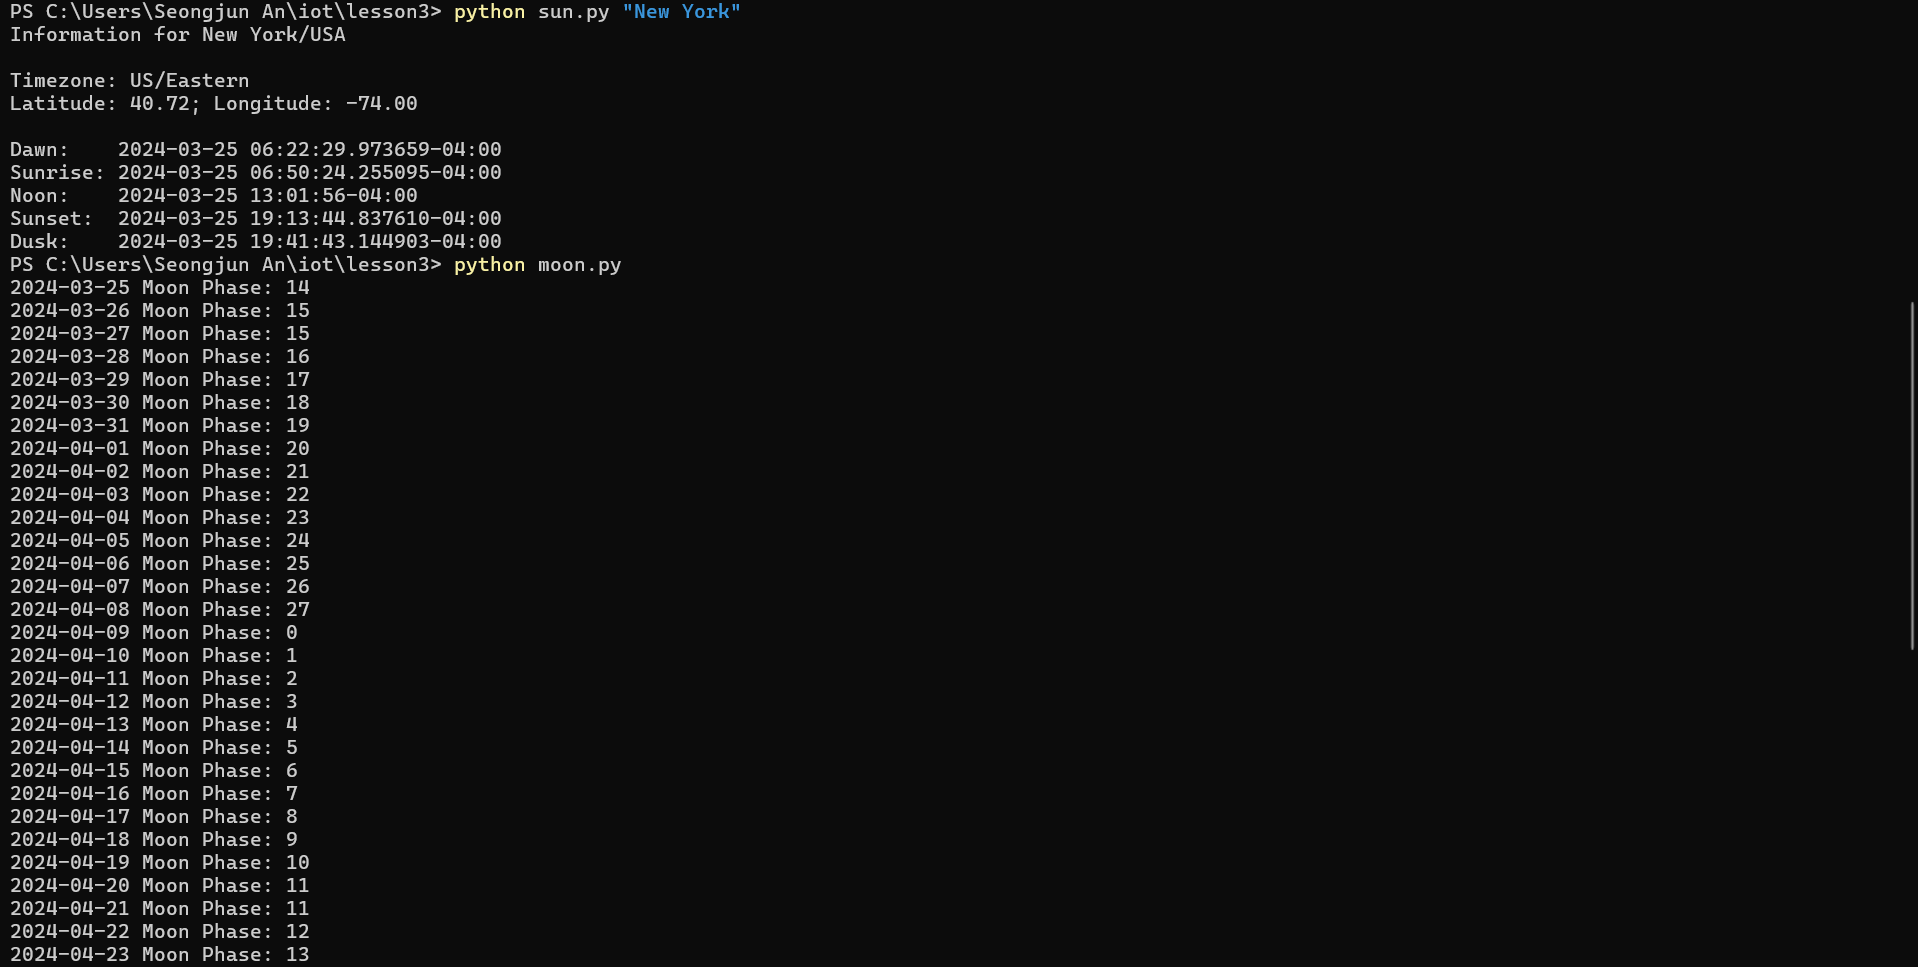 PS C:\Users\Seongjun An\iot\lesson3> python sun.py "New York"
Information for New York/USA

Timezone: US/Eastern
Latitude: 40.72; Longitude: -74.00

Dawn:    2024-03-25 06:22:29.973659-04:00
Sunrise: 2024-03-25 06:50:24.255095-04:00
Noon:    2024-03-25 13:01:56-04:00
Sunset:  2024-03-25 19:13:44.837610-04:00
Dusk:    2024-03-25 19:41:43.144903-04:00
PS C:\Users\Seongjun An\iot\lesson3> python moon.py
2024-03-25 Moon Phase: 14
2024-03-26 Moon Phase: 15
2024-03-27 Moon Phase: 15
2024-03-28 Moon Phase: 16
2024-03-29 Moon Phase: 17
2024-03-30 Moon Phase: 18
2024-03-31 Moon Phase: 19
2024-04-01 Moon Phase: 20
2024-04-02 Moon Phase: 21
2024-04-03 Moon Phase: 22
2024-04-04 Moon Phase: 23
2024-04-05 Moon Phase: 24
2024-04-06 Moon Phase: 25
2024-04-07 Moon Phase: 26
2024-04-08 Moon Phase: 27
2024-04-09 Moon Phase: 0
2024-04-10 Moon Phase: 1
2024-04-11 Moon Phase: 2
2024-04-12 Moon Phase: 3
2024-04-13 Moon Phase: 4
2024-04-14 Moon Phase: 5
2024-04-15 Moon Phase: 6
2024-04-16 Moon Phase: 7
2024-04-17 Moon Phase: 8
2024-04-18 Moon Phase: 9
2024-04-19 Moon Phase: 10
2024-04-20 Moon Phase: 11
2024-04-21 Moon Phase: 11
2024-04-22 Moon Phase: 12
2024-04-23 Moon Phase: 13